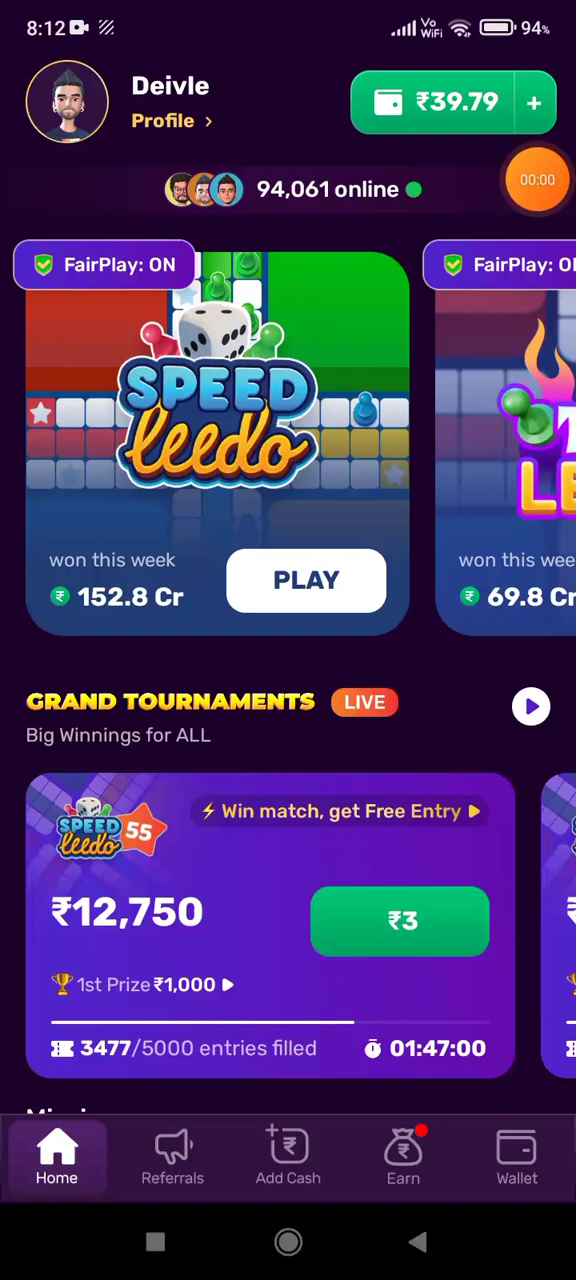 8:12 Vo WiFi 94%
Deivle
Profile >
₹39.79 +
94,061 online
00:00
FairPlay: ON
FairPlay: O
SPEED
leedo
LE
won this week
₹ 152.8 Cr
PLAY
won this wee
₹ 69.8 Cr
GRAND TOURNAMENTS LIVE
Big Winnings for ALL
SPEED
leedo 55
Win match, get Free Entry
₹12,750
₹3
1st Prize ₹1,000
3477/5000 entries filled
01:47:00
Home
Referrals
Add Cash
Earn
Wallet